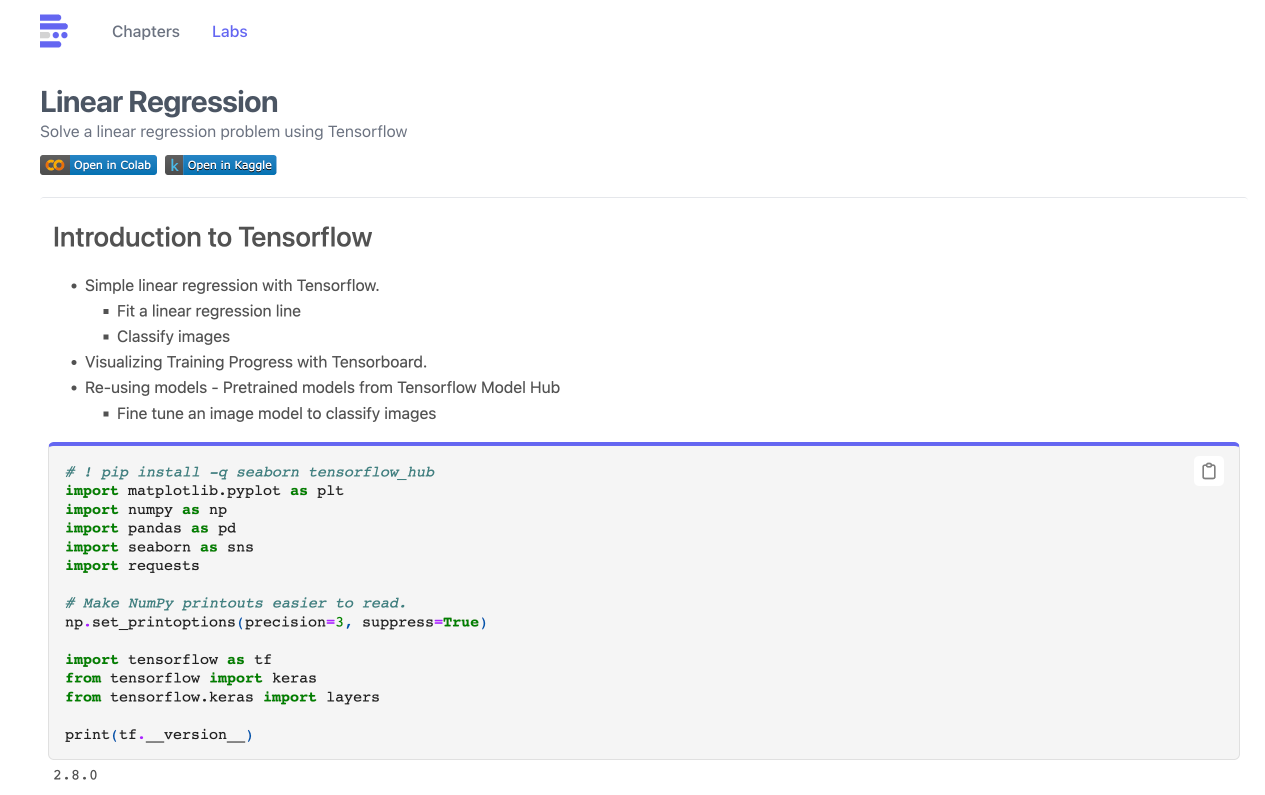 Chapters Labs
Linear Regression
Solve a linear regression problem using Tensorflow
Open in Colab k Open in Kaggle
Introduction to Tensorflow
• Simple linear regression with Tensorflow.
▪ Fit a linear regression line
▪ Classify images
• Visualizing Training Progress with Tensorboard.
• Re-using models - Pretrained models from Tensorflow Model Hub
▪ Fine tune an image model to classify images
# ! pip install -q seaborn tensorflow_hub
import matplotlib.pyplot as plt
import numpy as np
import pandas as pd
import seaborn as sns
import requests
# Make NumPy printouts easier to read.
np.set_printoptions(precision=3, suppress=True)
import tensorflow as tf
from tensorflow import keras
from tensorflow.keras import layers
print(tf.__version__)
2.8.0